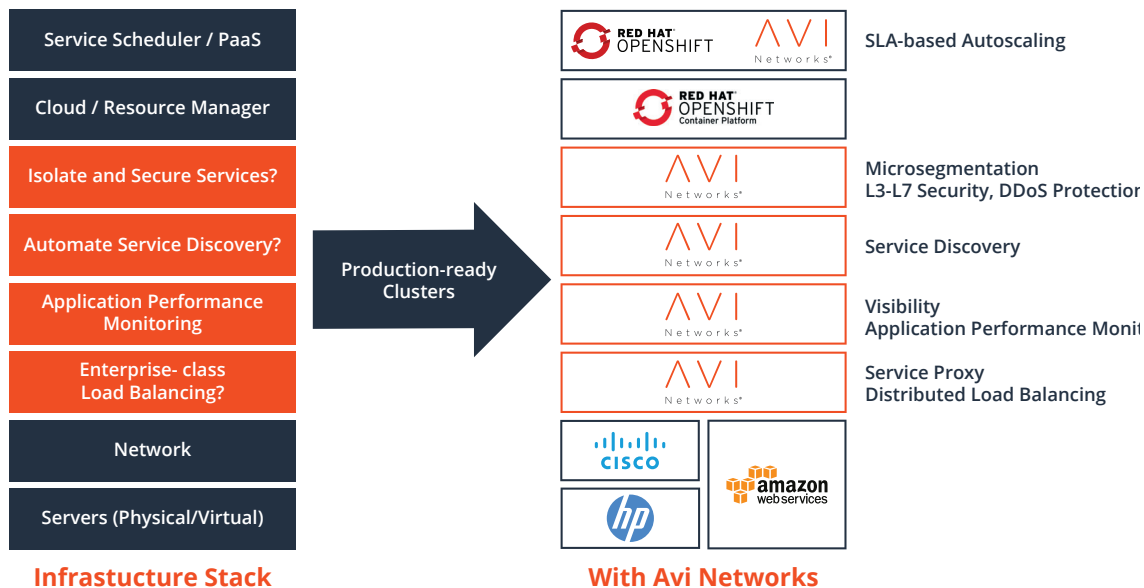 Service Scheduler / PaaS
Cloud / Resource Manager
Isolate and Secure Services?
Automate Service Discovery?
Application Performance
Monitoring
Enterprise- class
Load Balancing?
Network
Servers (Physical/Virtual)
Infrastucture Stack
Production-ready
Clusters
RED HAT®
OPENSHIFT
AVI
Networks®
SLA-based Autoscaling
RED HAT®
OPENSHIFT
Container Platform
AVI
Networks®
Microsegmentation
L3-L7 Security, DDoS Protection
AVI
Networks®
Service Discovery
AVI
Networks®
Visibility
Application Performance Monit
AVI
Networks®
Service Proxy
Distributed Load Balancing
CISCO
hp
amazon
webservices
With Avi Networks